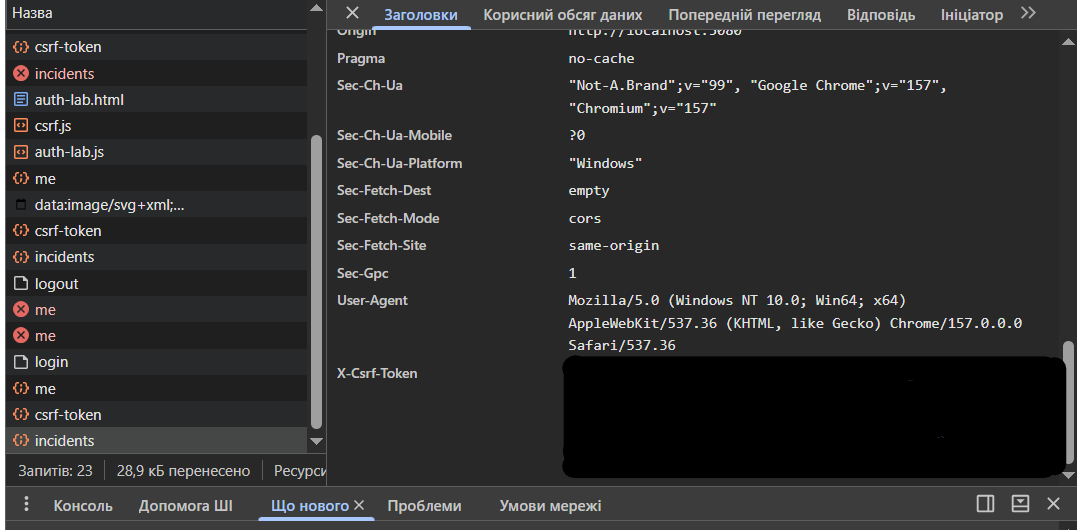 Назва
csrf-token
incidents
auth-lab.html
csrf.js
auth-lab.js
me
data:image/svg+xml;...
csrf-token
incidents
logout
me
me
login
me
csrf-token
incidents
Запитів: 23 28,9 кБ перенесено Ресурси
Заголовки Корисний обсяг даних Попередній перегляд Відповідь Ініціатор
Origin http://localhost:5080
Pragma no-cache
Sec-Ch-Ua "Not-A.Brand";v="99", "Google Chrome";v="157",
"Chromium";v="157"
Sec-Ch-Ua-Mobile ?0
Sec-Ch-Ua-Platform "Windows"
Sec-Fetch-Dest empty
Sec-Fetch-Mode cors
Sec-Fetch-Site same-origin
Sec-Gpc 1
User-Agent Mozilla/5.0 (Windows NT 10.0; Win64; x64)
AppleWebKit/537.36 (KHTML, like Gecko) Chrome/157.0.0.0
Safari/537.36
X-Csrf-Token
Консоль Допомога ШІ Що нового Проблеми Умови мережі